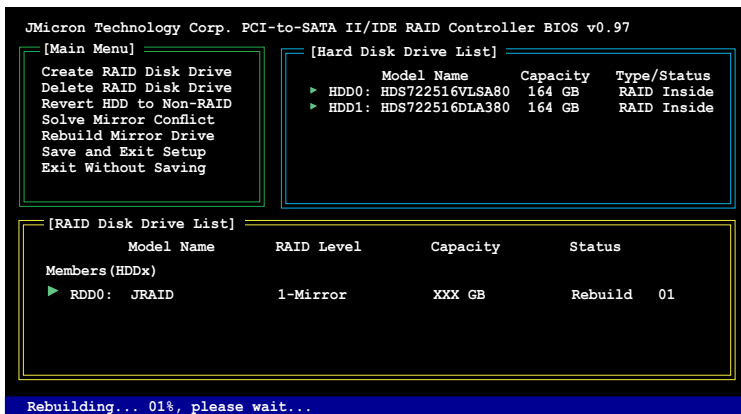 JMicron Technology Corp. PCI-to-SATA II/IDE RAID Controller BIOS v0.97
[Main Menu]
Create RAID Disk Drive
Delete RAID Disk Drive
Revert HDD to Non-RAID
Solve Mirror Conflict
Rebuild Mirror Drive
Save and Exit Setup
Exit Without Saving
[Hard Disk Drive List]
Model Name Capacity Type/Status
HDD0: HDS722516VLSA80 164 GB RAID Inside
HDD1: HDS722516DLA380 164 GB RAID Inside
[RAID Disk Drive List]
Model Name RAID Level Capacity Status
Members(HDDx)
RDD0: JRAID 1-Mirror XXX GB Rebuild 01
Rebuilding... 01%, please wait...